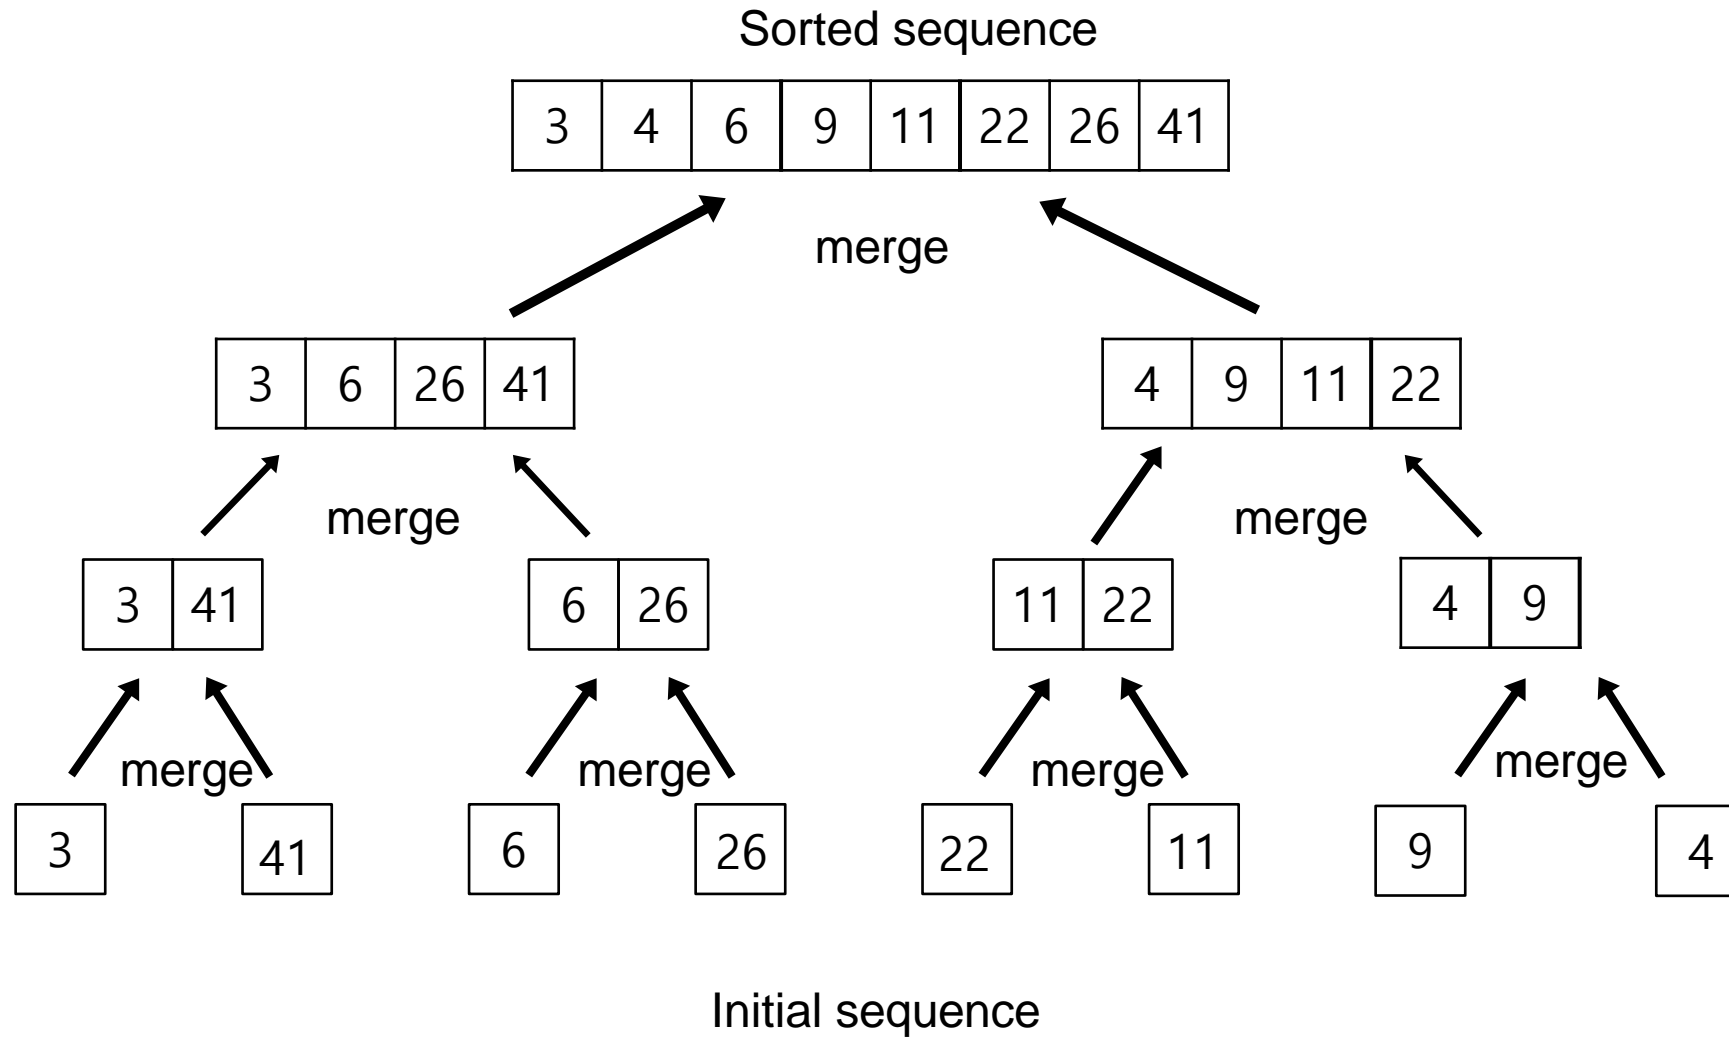 Sorted sequence
3 4 6 9 11 22 26 41
merge
3 6 26 41 4 9 11 22
merge merge
3 41 6 26 11 22 4 9
merge merge merge merge
3 41 6 26 22 11 9 4
Initial sequence